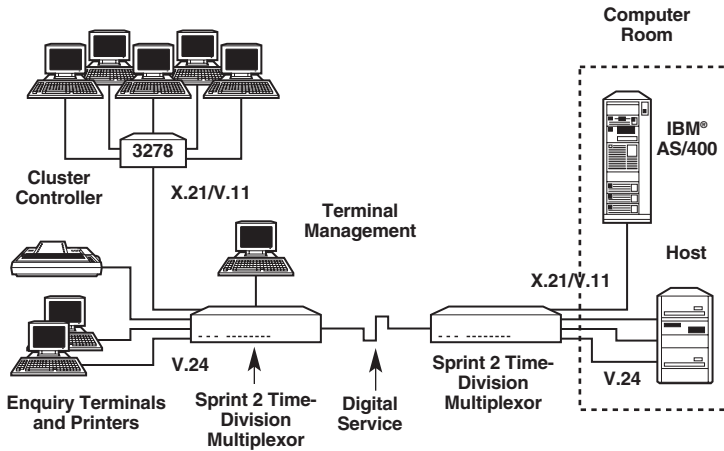 Computer
Room
3278
IBM®
AS/400
Cluster
Controller
X.21/V.11
Terminal
Management
Host
X.21/V.11
V.24
Sprint 2 Time-
Division
Multiplexor
V.24
Enquiry Terminals
and Printers
Sprint 2 Time-
Division
Multiplexor
Digital
Service